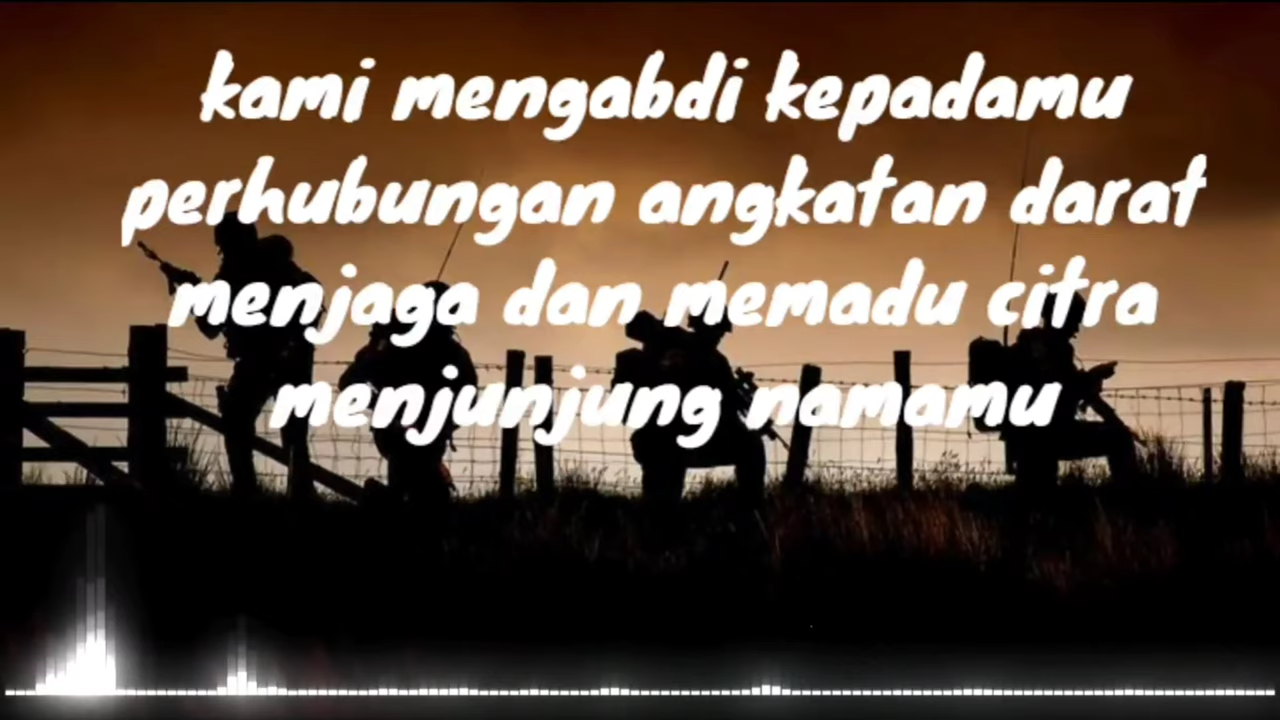 kami mengabdi kepadamu
perhubungan angkatan darat
menjaga dan memadu citra
menjunjung namamu